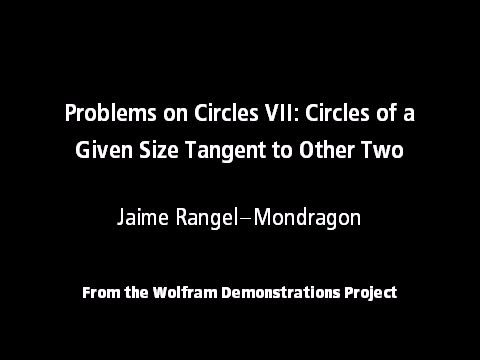 Problems on Circles VII: Circles of a
Given Size Tangent to Other Two
Jaime Rangel–Mondragon
From the Wolfram Demonstrations Project